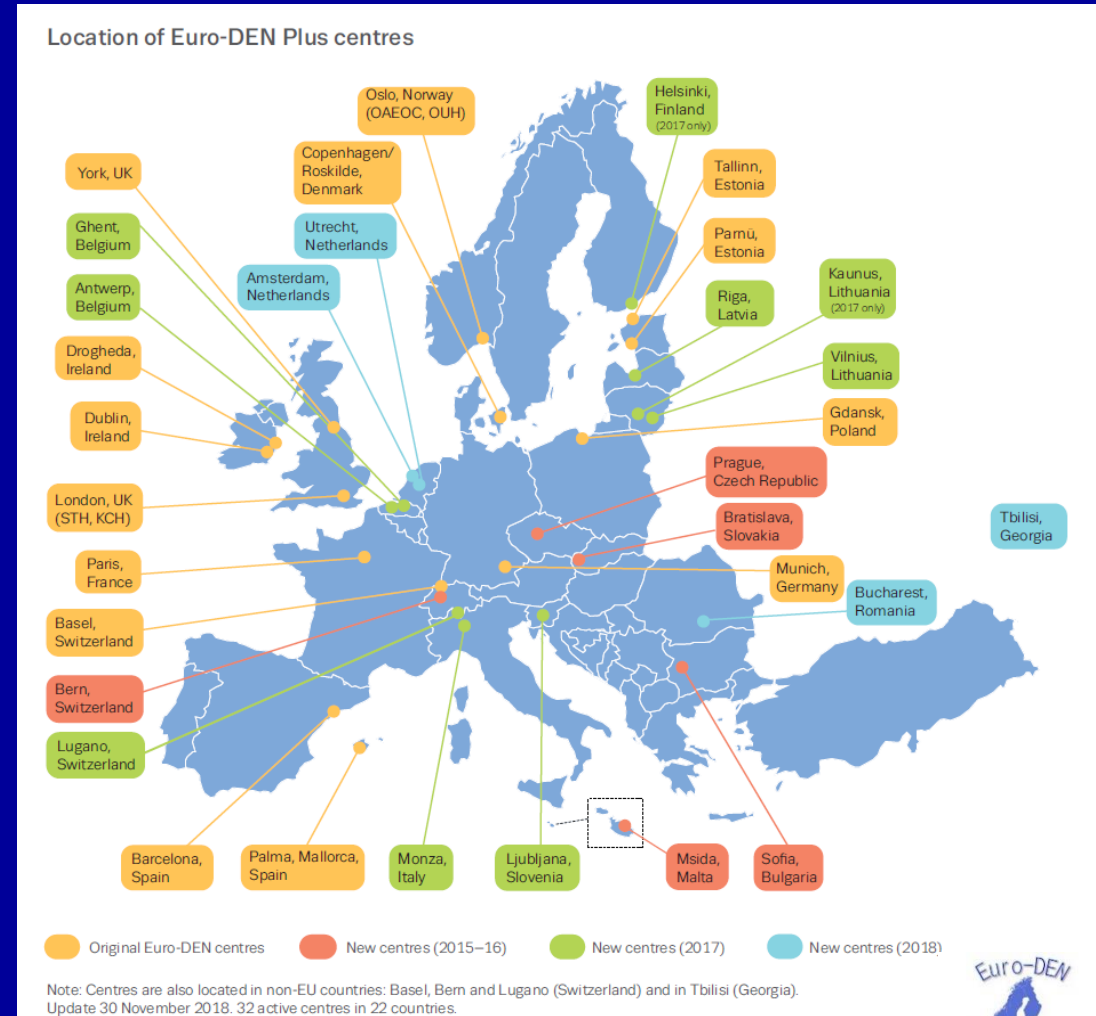 Location of Euro-DEN Plus centres
Oslo, Norway
(OAEOC, OUH)
Helsinki,
Finland
(2017 only)
Copenhagen/
Roskilde,
Denmark
York, UK
Tallinn,
Estonia
Ghent,
Belgium
Utrecht,
Netherlands
Parnü,
Estonia
Antwerp,
Belgium
Amsterdam,
Netherlands
Riga,
Latvia
Kaunus,
Lithuania
(2017 only)
Drogheda,
Ireland
Vilnius,
Lithuania
Dublin,
Ireland
Gdansk,
Poland
Prague,
Czech Republic
London, UK
(STH, KCH)
Bratislava,
Slovakia
Tbilisi,
Georgia
Paris,
France
Munich,
Germany
Bucharest,
Romania
Basel,
Switzerland
Bern,
Switzerland
Lugano,
Switzerland
Barcelona,
Spain
Palma, Mallorca,
Spain
Monza,
Italy
Ljubljana,
Slovenia
Msida,
Malta
Sofia,
Bulgaria
Original Euro-DEN centres
New centres (2015–16)
New centres (2017)
New centres (2018)
Euro-DEN
Note: Centres are also located in non-EU countries: Basel, Bern and Lugano (Switzerland) and in Tbilisi (Georgia).
Update 30 November 2018. 32 active centres in 22 countries.